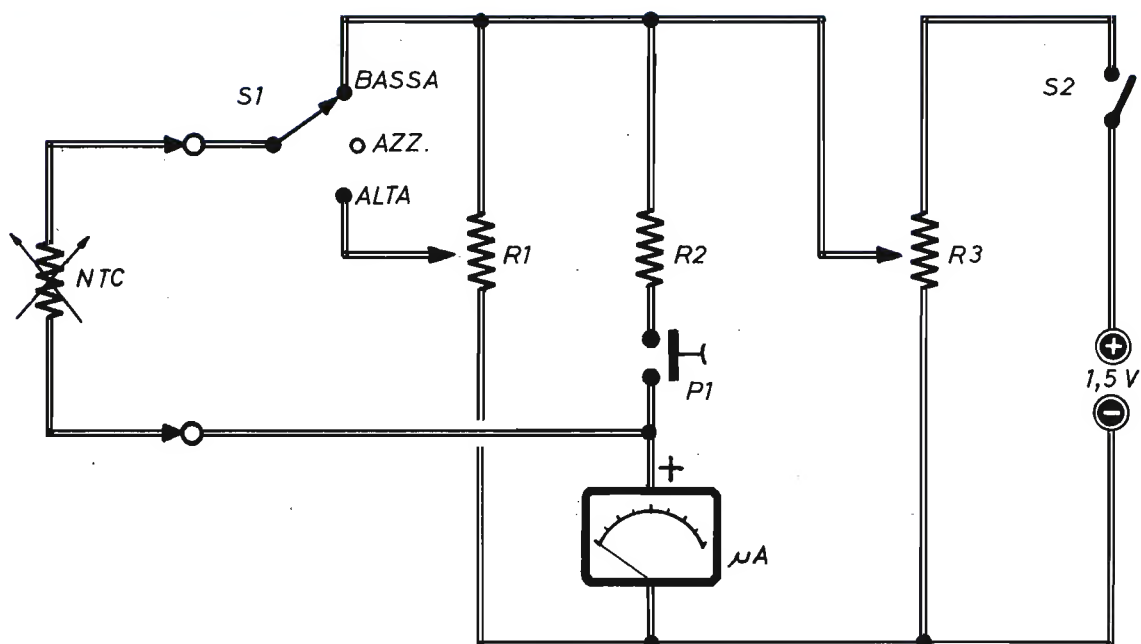 S1
BASSA
AZZ.
ALTA
NTC
R1
R2
P1
R3
S2
+
1,5 V
−
+
µA